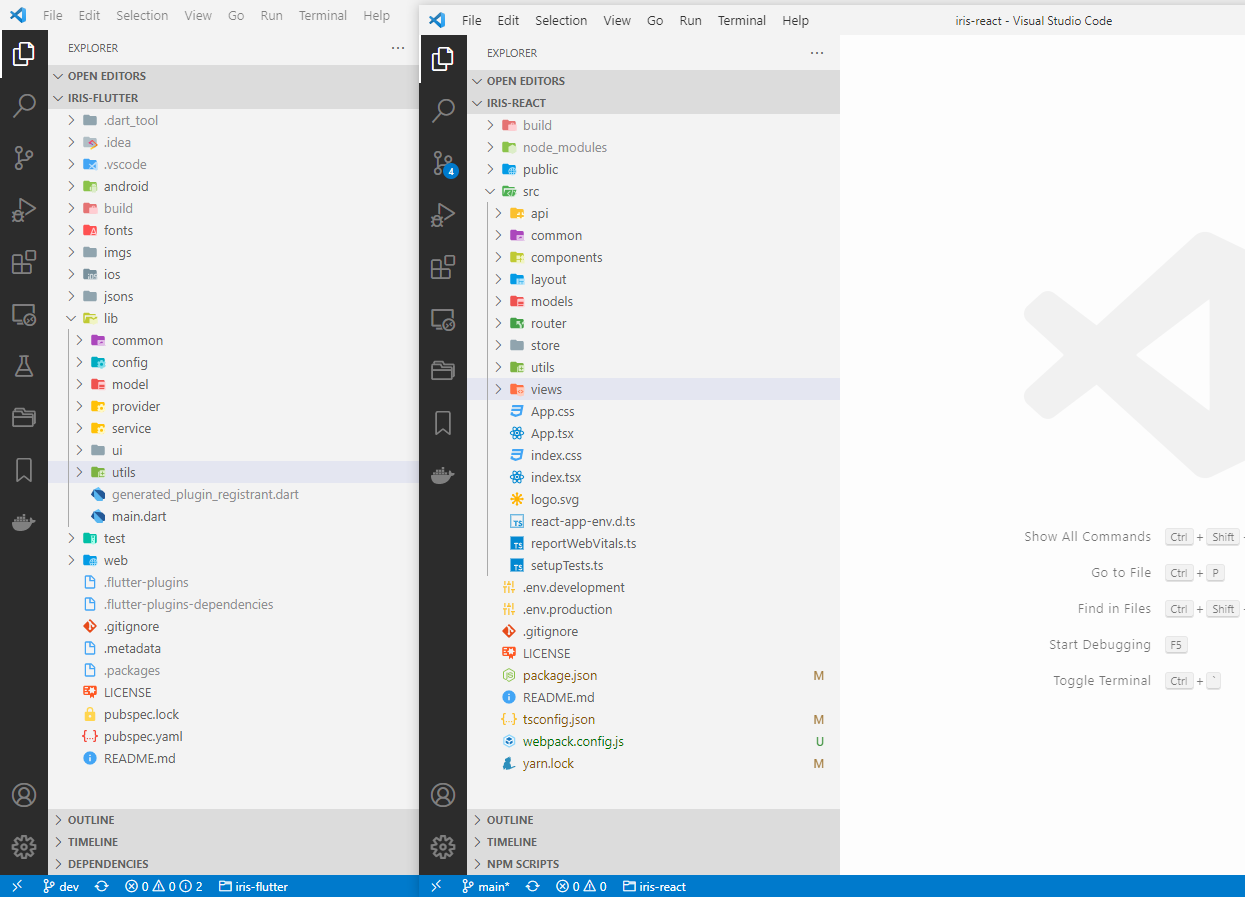 File Edit Selection View Go Run Terminal Help
EXPLORER
OPEN EDITORS
IRIS-FLUTTER
.dart_tool
.idea
.vscode
android
build
fonts
imgs
ios
jsons
lib
common
config
model
provider
service
ui
utils
generated_plugin_registrant.dart
main.dart
test
web
.flutter-plugins
.flutter-plugins-dependencies
.gitignore
.metadata
.packages
LICENSE
pubspec.lock
pubspec.yaml
README.md
OUTLINE
TIMELINE
DEPENDENCIES
dev 0 0 2 iris-flutter
File Edit Selection View Go Run Terminal Help
iris-react - Visual Studio Code
EXPLORER
4
OPEN EDITORS
IRIS-REACT
build
node_modules
public
src
api
common
components
layout
models
router
store
utils
views
App.css
App.tsx
index.css
index.tsx
logo.svg
react-app-env.d.ts
reportWebVitals.ts
setupTests.ts
.env.development
.env.production
.gitignore
LICENSE
package.json M
README.md
tsconfig.json M
webpack.config.js U
yarn.lock M
OUTLINE
TIMELINE
NPM SCRIPTS
main* 0 0 iris-react
Show All Commands Ctrl + Shift +
Go to File Ctrl + P
Find in Files Ctrl + Shift +
Start Debugging F5
Toggle Terminal Ctrl + `